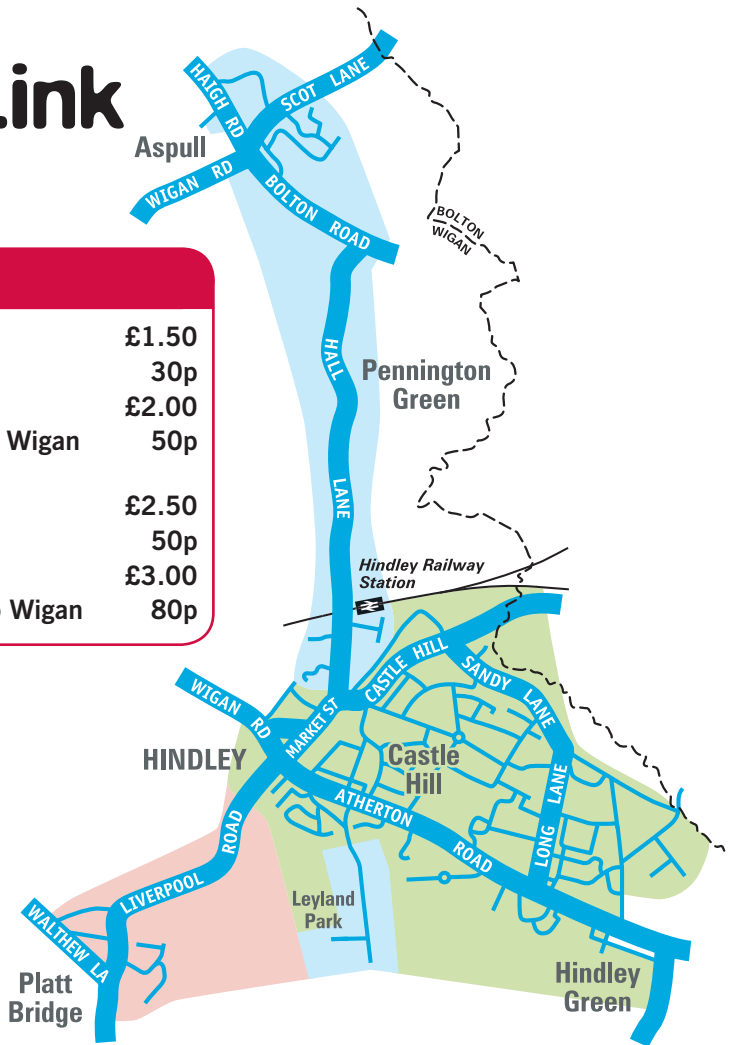 .ink
HAIGH RD
SCOT LANE
Aspull
WIGAN RD
BOLTON ROAD
BOLTON
WIGAN
£1.50
30p
£2.00
Wigan 50p
£2.50
50p
£3.00
Wigan 80p
HALL LANE
Pennington
Green
Hindley Railway
Station
CASTLE HILL
SANDY LANE
WIGAN RD
MARKET ST
HINDLEY
Castle
Hill
ATHERTON ROAD
LONG LANE
LIVERPOOL ROAD
Leyland
Park
WALTHEW LA
Platt
Bridge
Hindley
Green